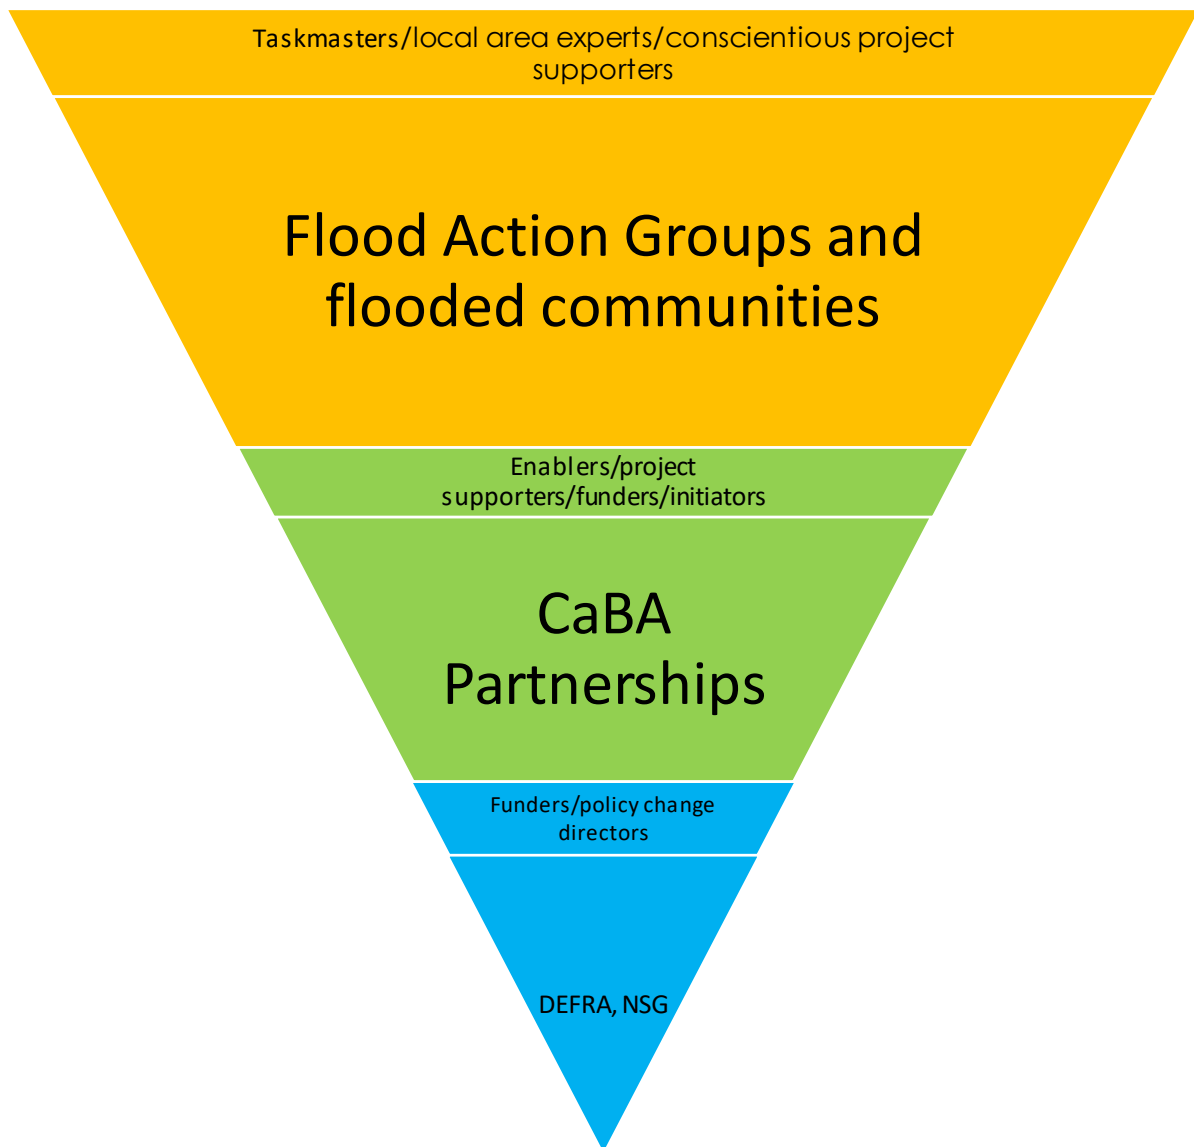 Taskmasters/local area experts/conscientious project
supporters
Flood Action Groups and
flooded communities
Enablers/project
supporters/funders/initiators
CaBA
Partnerships
Funders/policy change
directors
DEFRA, NSG